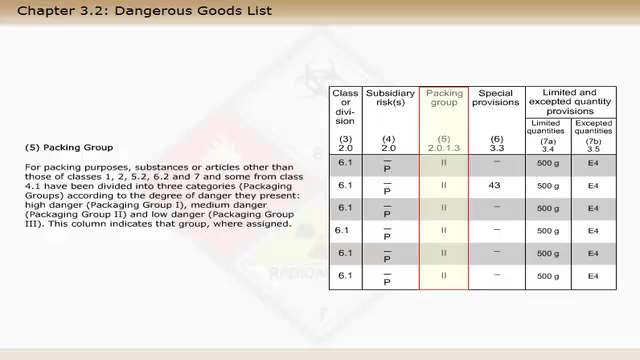 Chapter 3.2: Dangerous Goods List
(5) Packing Group
For packing purposes, substances or articles other than
those of classes 1, 2, 5.2, 6.2 and 7 and some from class
4.1 have been divided into three categories (Packaging
Groups) according to the degree of danger they present:
high danger (Packaging Group I), medium danger
(Packaging Group II) and low danger (Packaging Group
III). This column indicates that group, where assigned.
Class or divi- sion Subsidiary risk(s) Packing group Special provisions Limited and excepted quantity provisions
Limited quantities Excepted quantities
(3) (4) (5) (6) (7a) (7b)
2.0 2.0 2.0.1.3 3.3 3.4 3.5
6.1 – P II – 500 g E4
6.1 – P II 43 500 g E4
6.1 – P II – 500 g E4
6.1 – P II – 500 g E4
6.1 – P II – 500 g E4
6.1 – P II – 500 g E4
7